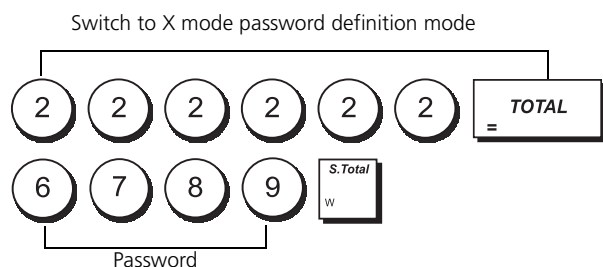 Switch to X mode password definition mode
2 2 2 2 2 2 TOTAL
=
6 7 8 9 S.Total
W
Password